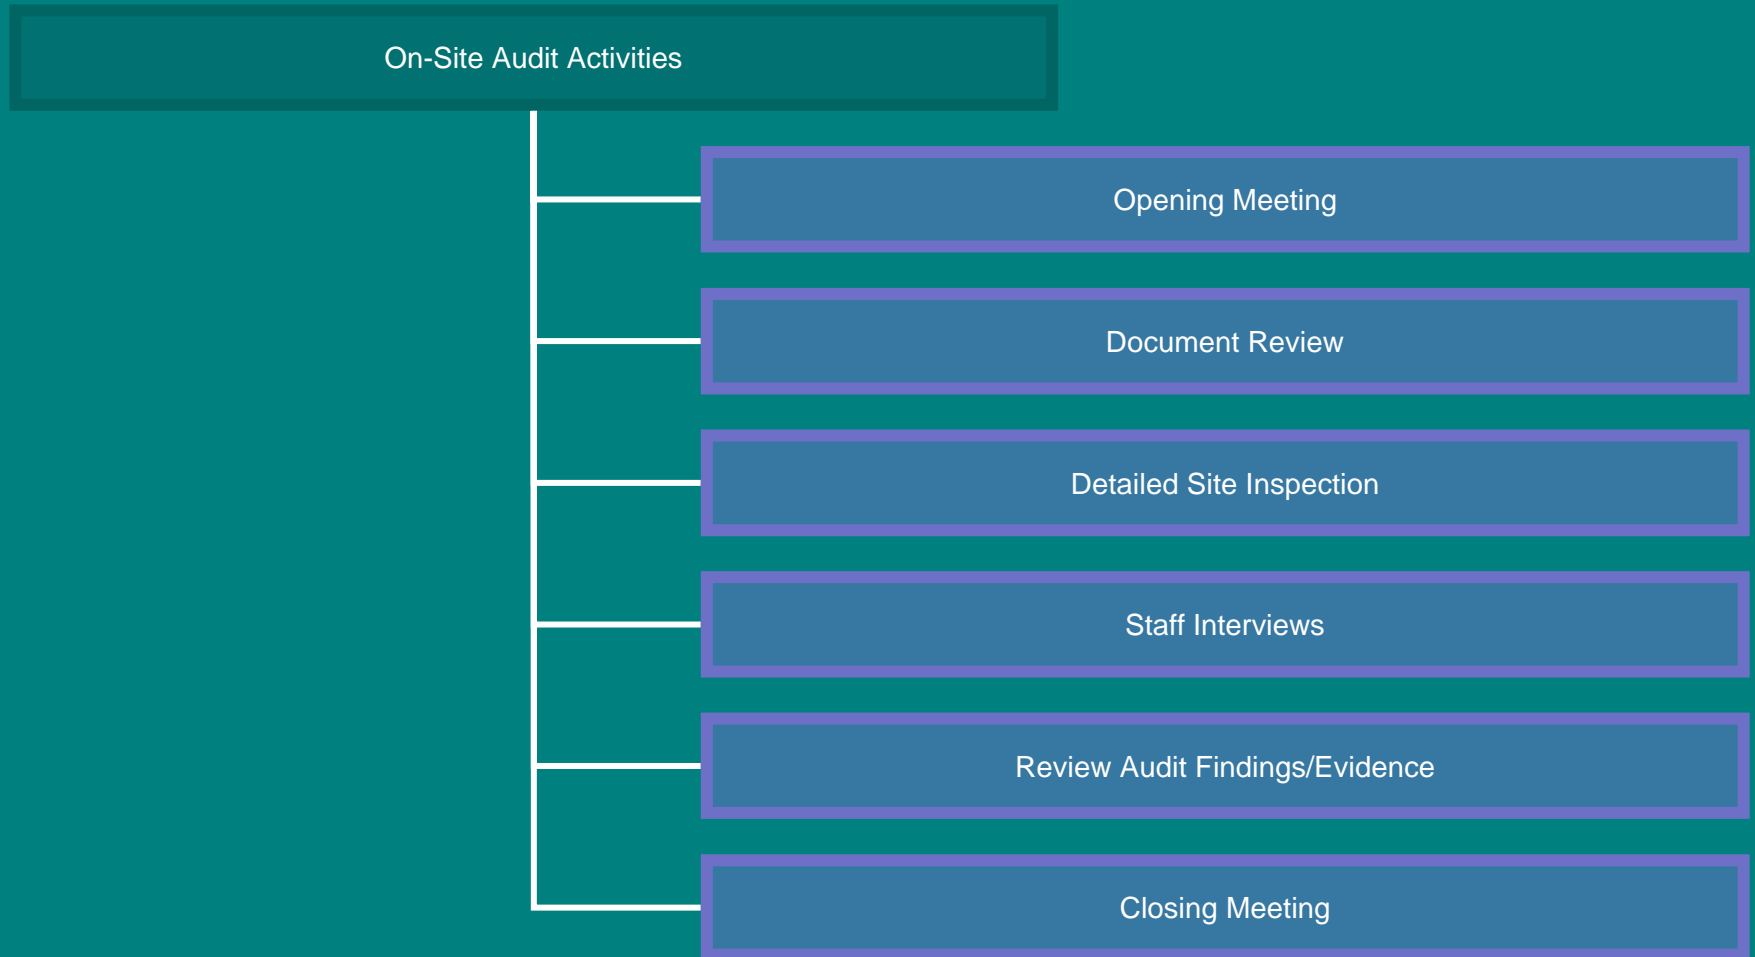 On-Site Audit Activities
Opening Meeting
Document Review
Detailed Site Inspection
Staff Interviews
Review Audit Findings/Evidence
Closing Meeting